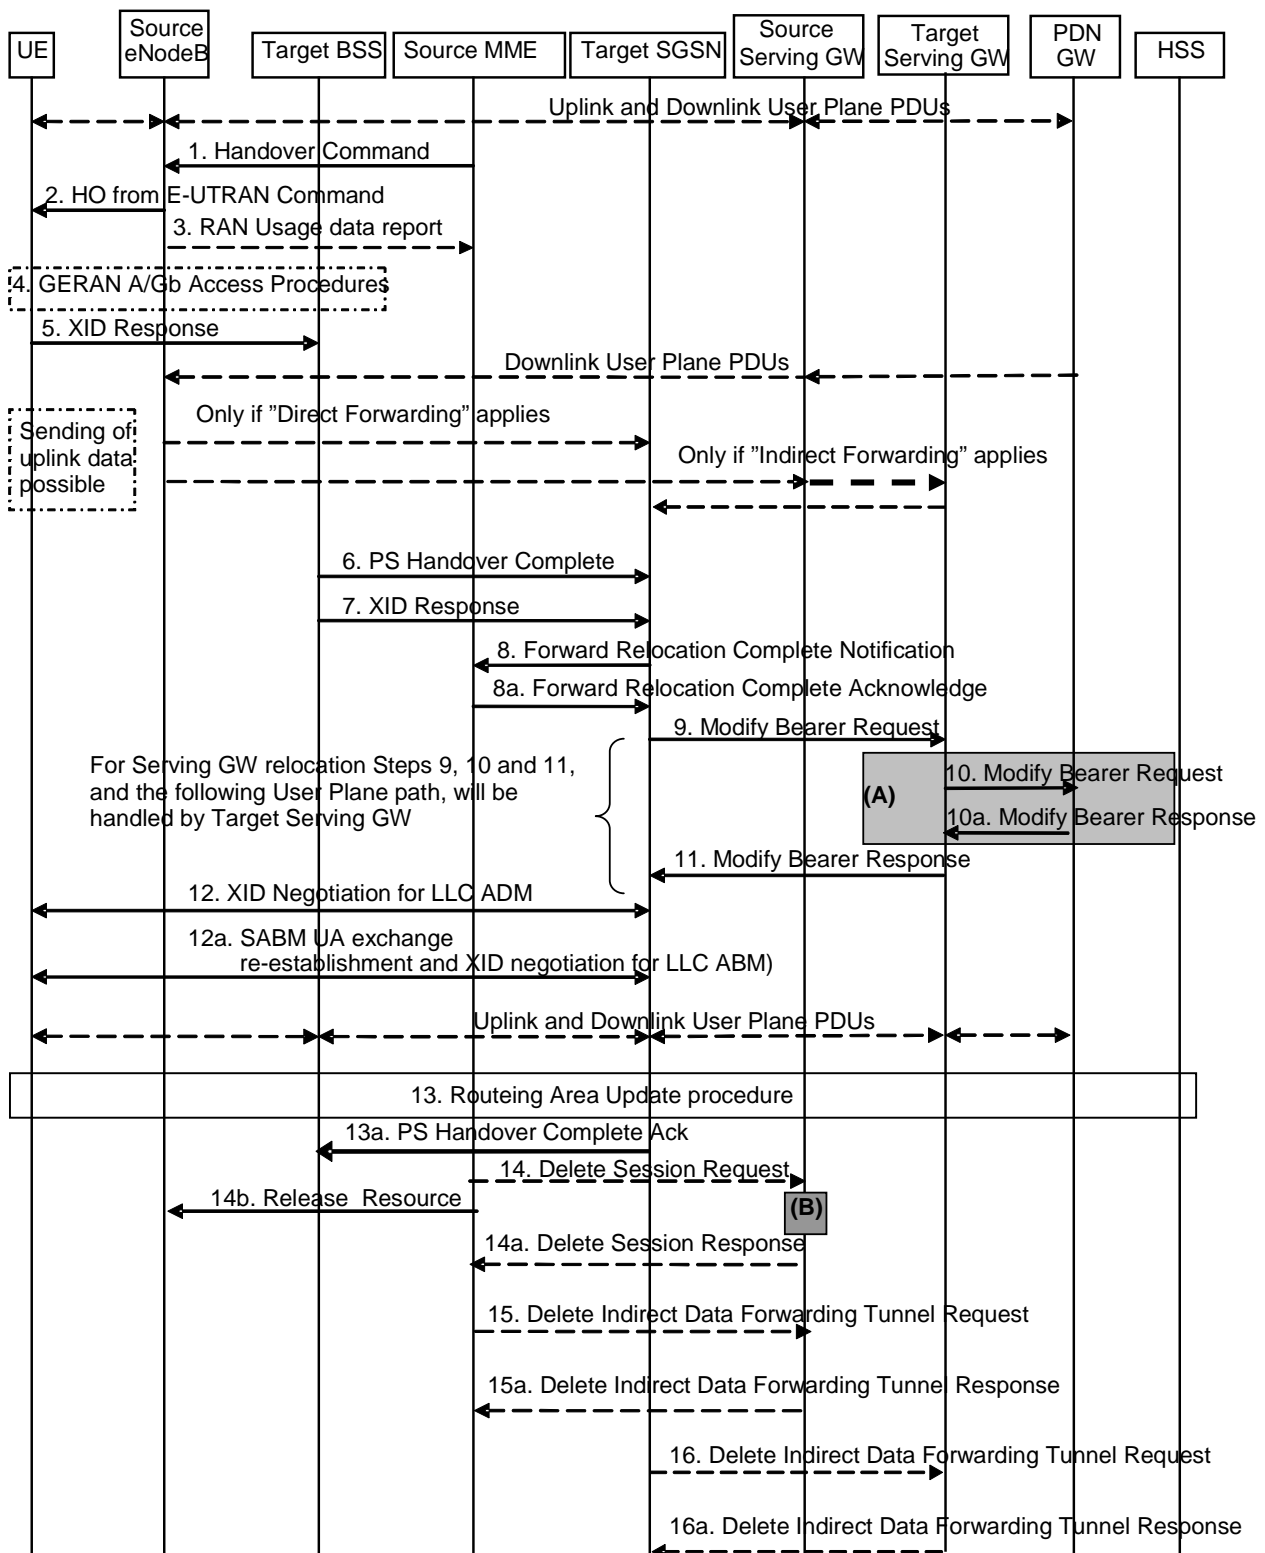 UE
Source
eNodeB
Target BSS
Source MME
Target SGSN
Source
Serving GW
Target
Serving GW
PDN
GW
HSS
Uplink and Downlink User Plane PDUs
1. Handover Command
2. HO from E-UTRAN Command
3. RAN Usage data report
4. GERAN A/Gb Access Procedures
5. XID Response
Downlink User Plane PDUs
Only if ”Direct Forwarding” applies
Sending of
uplink data
possible
Only if ”Indirect Forwarding” applies
6. PS Handover Complete
7. XID Response
8. Forward Relocation Complete Notification
8a. Forward Relocation Complete Acknowledge
9. Modify Bearer Request
For Serving GW relocation Steps 9, 10 and 11,
and the following User Plane path, will be
handled by Target Serving GW
(A)
10. Modify Bearer Request
10a. Modify Bearer Response
11. Modify Bearer Response
12. XID Negotiation for LLC ADM
12a. SABM UA exchange
re-establishment and XID negotiation for LLC ABM)
Uplink and Downlink User Plane PDUs
13. Routeing Area Update procedure
13a. PS Handover Complete Ack
14. Delete Session Request
14b. Release Resource
(B)
14a. Delete Session Response
15. Delete Indirect Data Forwarding Tunnel Request
15a. Delete Indirect Data Forwarding Tunnel Response
16. Delete Indirect Data Forwarding Tunnel Request
16a. Delete Indirect Data Forwarding Tunnel Response